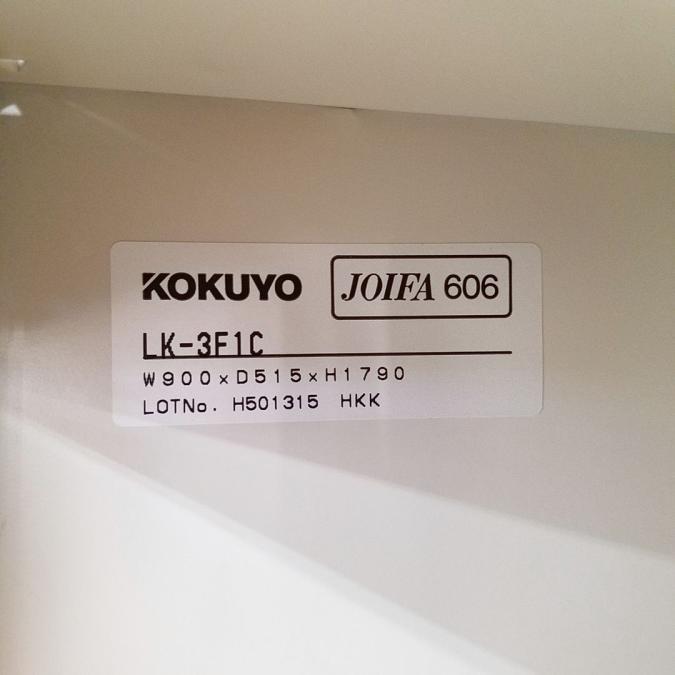 KOKUYO JOIFA 606
LK-3F1C
W900×D515×H1790
LOTNo. H501315 HKK